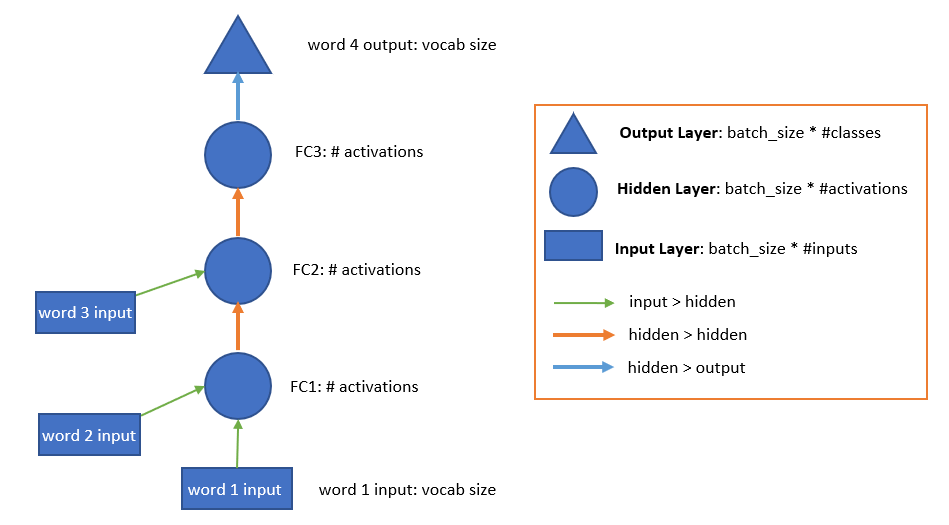 word 4 output: vocab size
FC3: # activations
FC2: # activations
word 3 input
FC1: # activations
word 2 input
word 1 input
word 1 input: vocab size
Output Layer: batch_size * #classes
Hidden Layer: batch_size * #activations
Input Layer: batch_size * #inputs
input > hidden
hidden > hidden
hidden > output